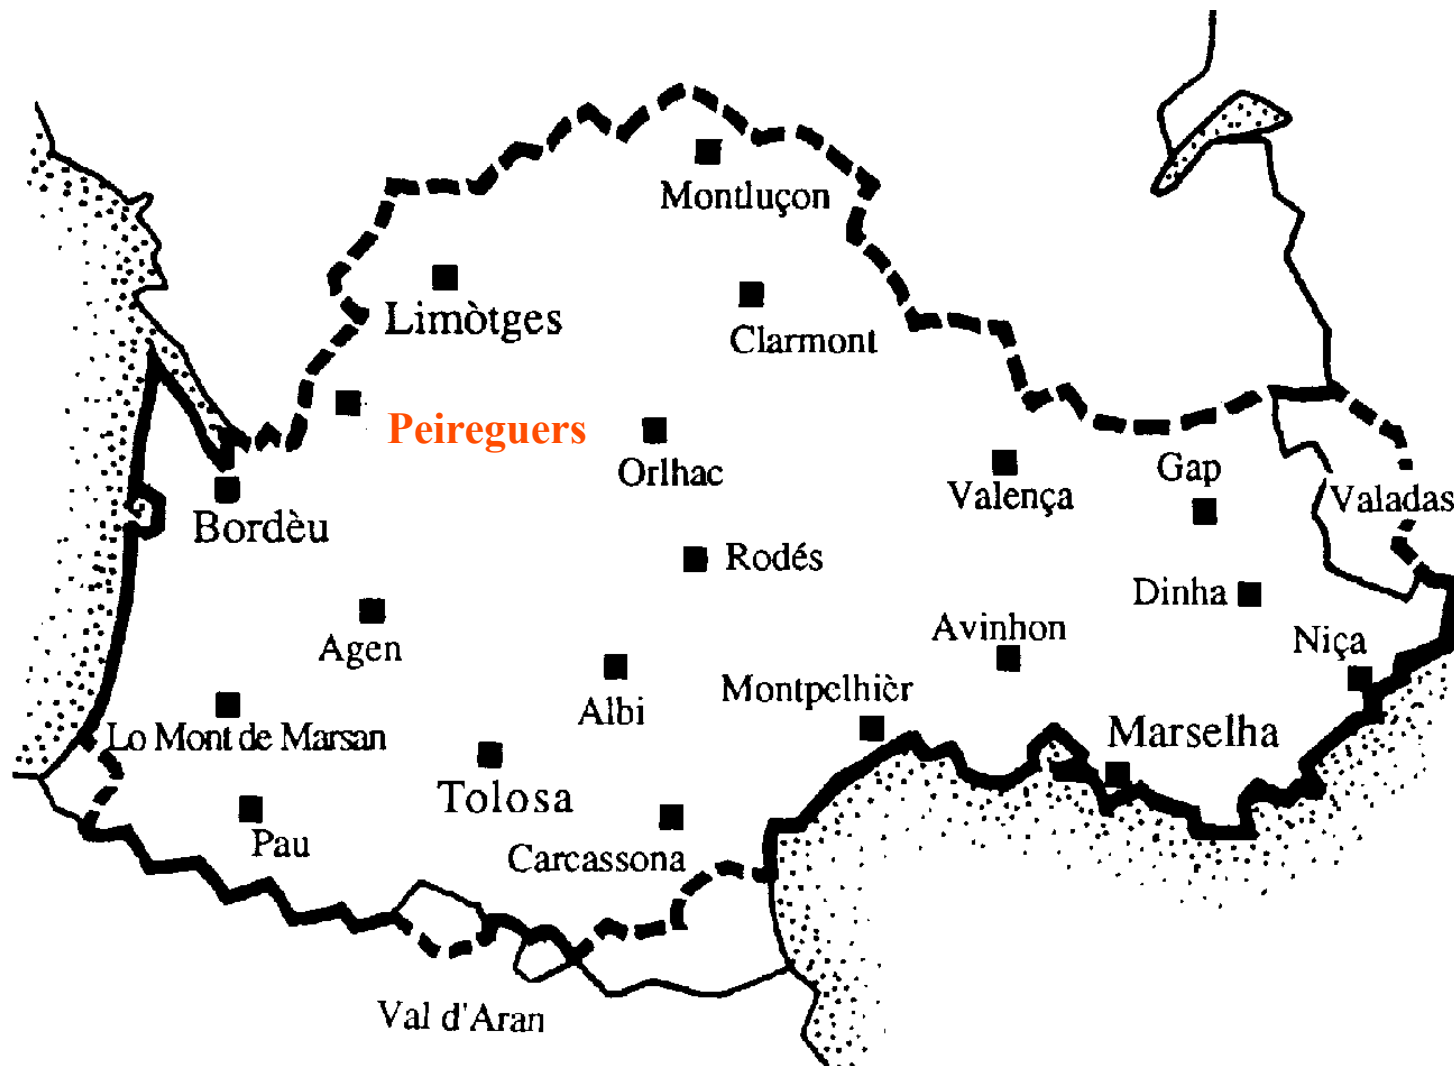 Montluçon
Limòtges
Clarmont
Peireguers
Orlhac
Gap
Valença
Valadas
Bordèu
Rodés
Dinha
Avinhon
Agen
Niça
Montpelhièr
Albi
Lo Mont de Marsan
Marselha
Tolosa
Pau
Carcassona
Val d'Aran